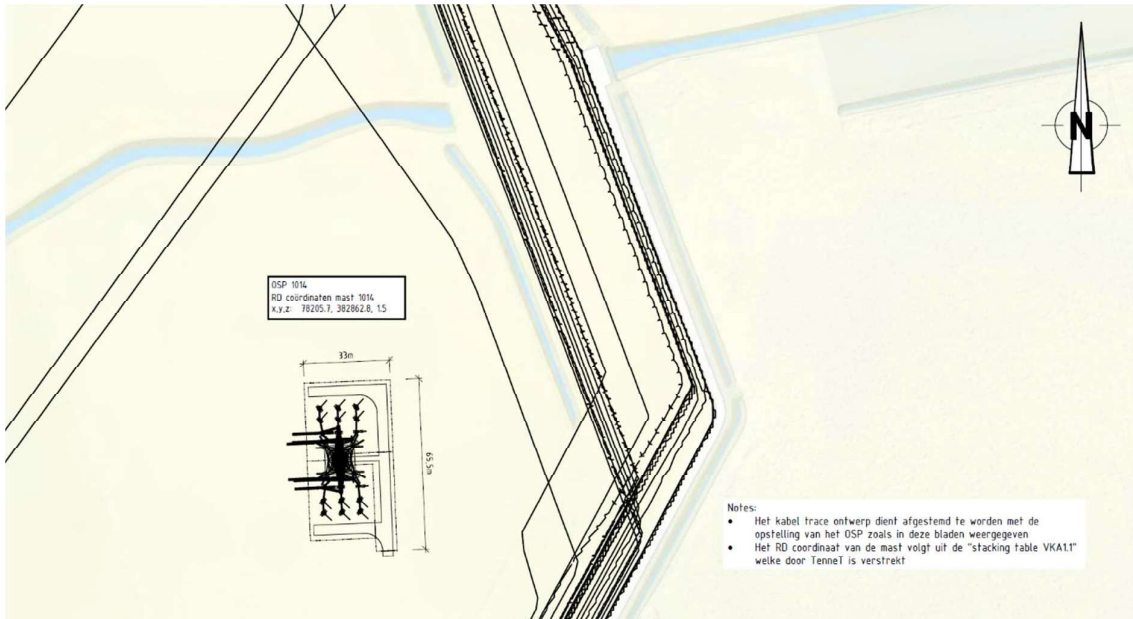 N
OSP 1014
RD coördinaten mast 1014
x,y,z: 78205.7, 382862.8, 1.5
33m
65.5m
Notes:
• Het kabel trace ontwerp dient afgestemd te worden met de
opstelling van het OSP zoals in deze bladen weergegeven
• Het RD coordinaat van de mast volgt uit de "stacking table VKA1.1"
welke door TenneT is verstrekt